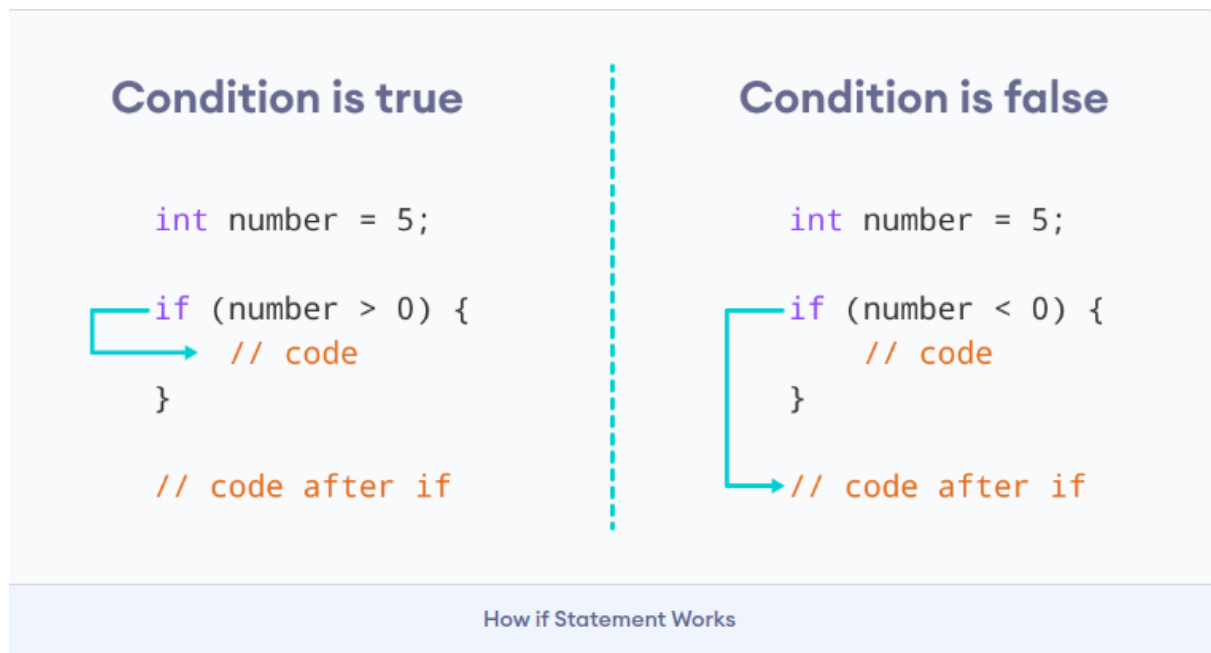 Condition is true
int number = 5;
if (number > 0) {
// code
}
// code after if
Condition is false
int number = 5;
if (number < 0) {
// code
}
// code after if
How if Statement Works